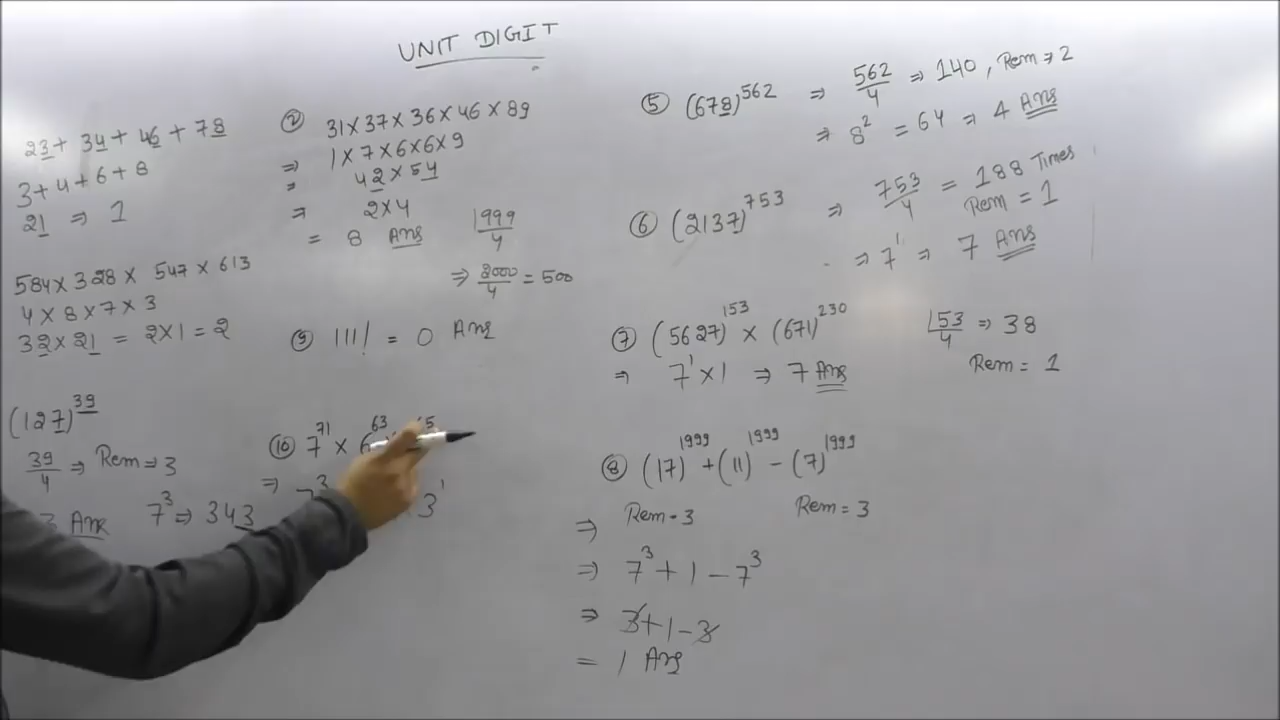 UNIT DIGIT
23 + 34 + 46 + 78
3 + 4 + 6 + 8
21 ⇒ 1
584 × 328 × 547 × 613
4 × 8 × 7 × 3
32 × 21 = 2×1 = 2
(127)^39
39/4 ⇒ Rem ⇒ 3
7^3 ⇒ 343
3 Ans
② 31 × 37 × 36 × 46 × 89
⇒ 1 × 7 × 6 × 6 × 9
= 42 × 54
⇒ 2 × 4
= 8 Ans
1999/4
⇒ 2000/4 = 500
⑨ 111! = 0 Ans
⑩ 7^71 × 6^63
⇒ 7^3 3^1
⑤ (678)^562 ⇒ 562/4 ⇒ 140, Rem ⇒ 2
⇒ 8^2 = 64 ⇒ 4 Ans
⑥ (2137)^753 ⇒ 753/4 = 188 Times
Rem = 1
⇒ 7^1 ⇒ 7 Ans
⑦ (5627)^153 × (671)^230
153/4 ⇒ 38
Rem = 1
⇒ 7^1 × 1 ⇒ 7 Ans
⑧ (17)^1999 + (11)^1999 − (7)^1999
⇒ Rem = 3 Rem = 3
⇒ 7^3 + 1 − 7^3
⇒ 3 + 1 − 3
= 1 Ans